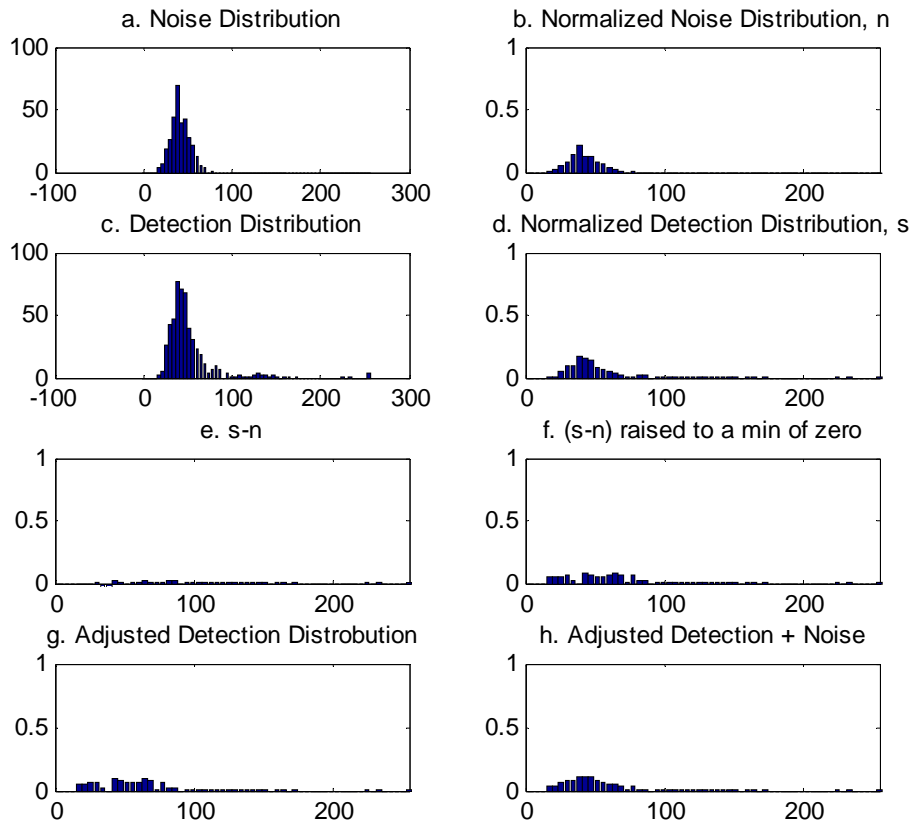 a. Noise Distribution
b. Normalized Noise Distribution, n
100
50
0
-100 0 100 200 300
1
0.5
0
0 100 200
c. Detection Distribution
d. Normalized Detection Distribution, s
100
50
0
-100 0 100 200 300
1
0.5
0
0 100 200
e. s-n
f. (s-n) raised to a min of zero
1
0.5
0
0 100 200
1
0.5
0
0 100 200
g. Adjusted Detection Distrobution
h. Adjusted Detection + Noise
1
0.5
0
0 100 200
1
0.5
0
0 100 200